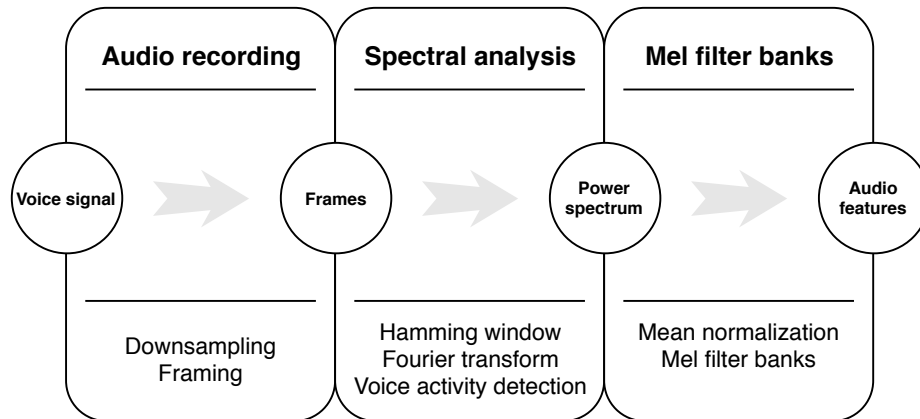 Audio recording
Spectral analysis
Mel filter banks
Voice signal
Frames
Power
spectrum
Audio
features
Downsampling
Framing
Hamming window
Fourier transform
Voice activity detection
Mean normalization
Mel filter banks